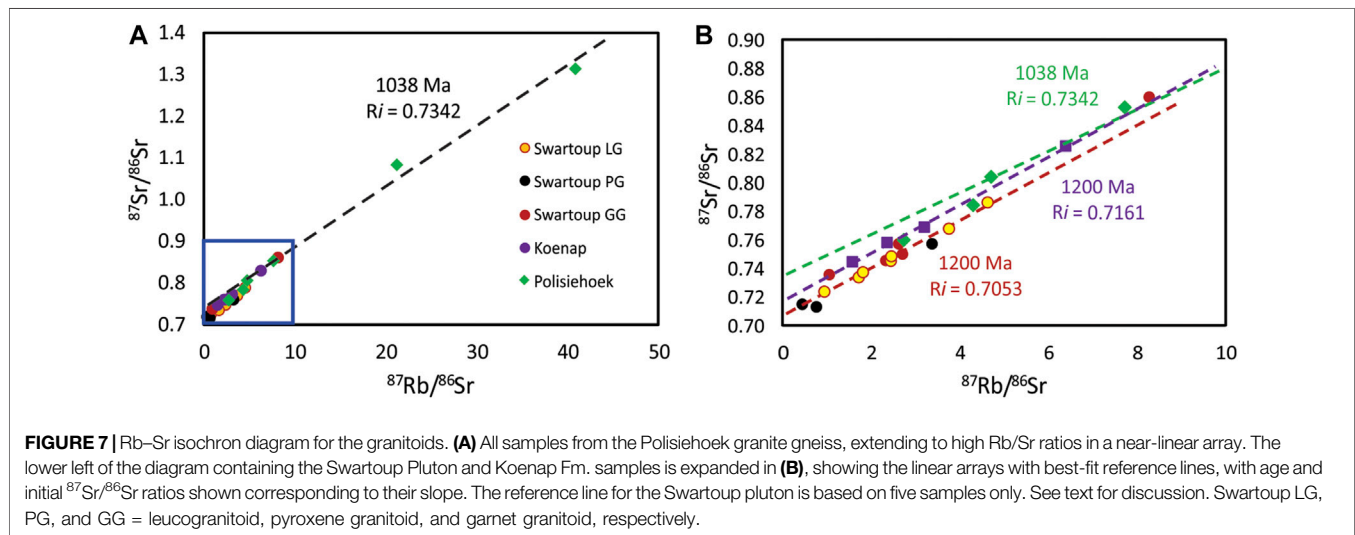 A
1.4
1.3
1.2
1.1
1.0
0.9
0.8
0.7
⁸⁷Sr/⁸⁶Sr
1038 Ma
Ri = 0.7342
Swartoup LG
Swartoup PG
Swartoup GG
Koenap
Polisiehoek
0 10 20 30 40 50
⁸⁷Rb/⁸⁶Sr
B
0.90
0.88
0.86
0.84
0.82
0.80
0.78
0.76
0.74
0.72
0.70
⁸⁷Sr/⁸⁶Sr
1038 Ma
Ri = 0.7342
1200 Ma
Ri = 0.7161
1200 Ma
Ri = 0.7053
0 2 4 6 8 10
⁸⁷Rb/⁸⁶Sr
FIGURE 7 | Rb–Sr isochron diagram for the granitoids. (A) All samples from the Polisiehoek granite gneiss, extending to high Rb/Sr ratios in a near-linear array. The
lower left of the diagram containing the Swartoup Pluton and Koenap Fm. samples is expanded in (B), showing the linear arrays with best-fit reference lines, with age and
initial ⁸⁷Sr/⁸⁶Sr ratios shown corresponding to their slope. The reference line for the Swartoup pluton is based on five samples only. See text for discussion. Swartoup LG,
PG, and GG = leucogranitoid, pyroxene granitoid, and garnet granitoid, respectively.